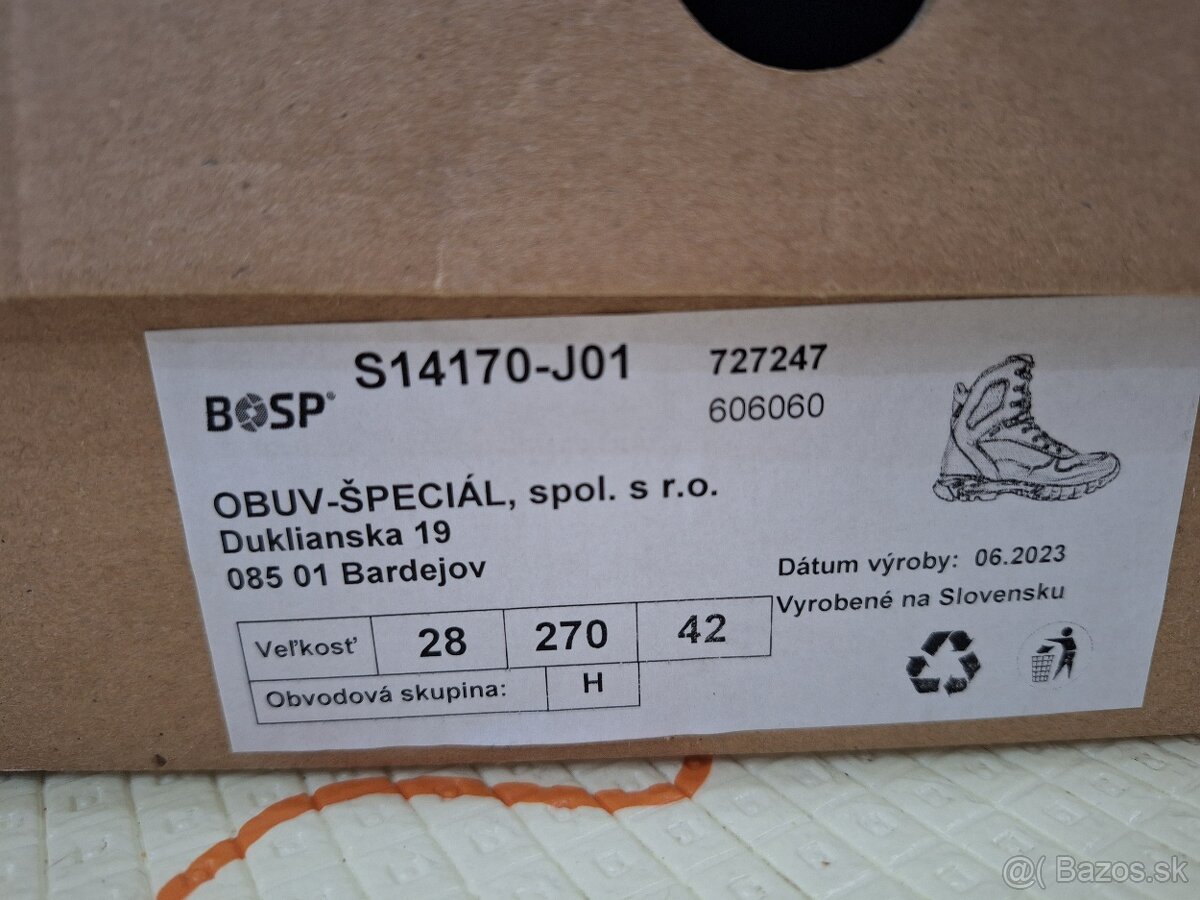 S14170-J01 727247
BOSP® 606060
OBUV-ŠPECIÁL, spol. s r.o.
Duklianska 19
085 01 Bardejov
Dátum výroby: 06.2023
Vyrobené na Slovensku
Veľkosť 28 270 42
Obvodová skupina: H
@( Bazos.sk